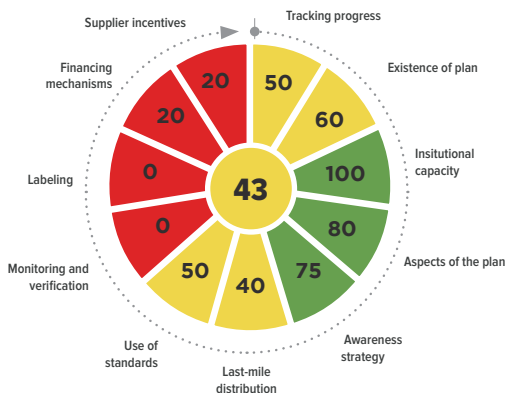 Tracking progress
50
Existence of plan
60
Insitutional
capacity
100
Aspects of the plan
80
Awareness
strategy
75
Last-mile
distribution
40
Use of
standards
50
Monitoring and
verification
0
Labeling
0
Financing
mechanisms
20
Supplier incentives
20
43